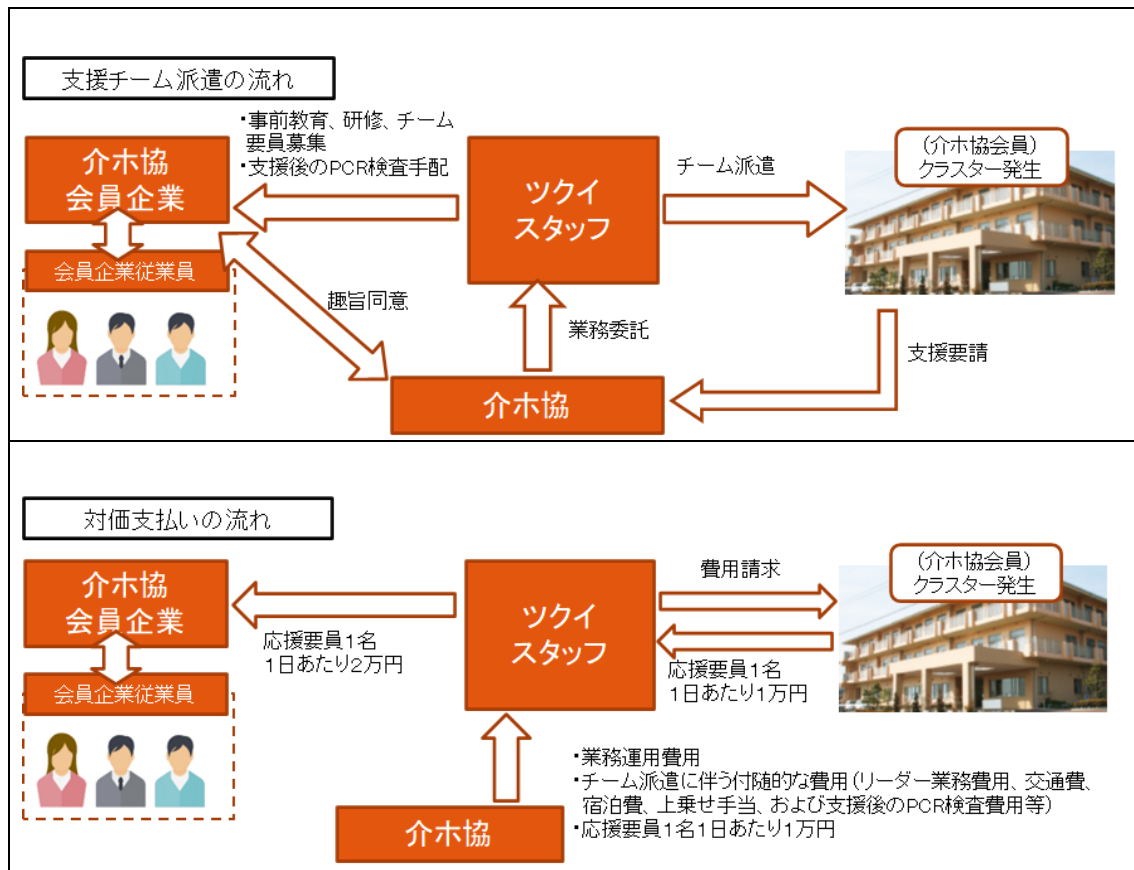 支援チーム派遣の流れ
・事前教育、研修、チーム
要員募集
・支援後のPCR検査手配
介ホ協
会員企業
会員企業従業員
ツクイ
スタッフ
チーム派遣
(介ホ協会員)
クラスター発生
趣旨同意
業務委託
支援要請
介ホ協
対価支払いの流れ
介ホ協
会員企業
会員企業従業員
応援要員1名
1日あたり2万円
ツクイ
スタッフ
費用請求
応援要員1名
1日あたり1万円
(介ホ協会員)
クラスター発生
介ホ協
・業務運用費用
・チーム派遣に伴う付随的な費用(リーダー業務費用、交通費、
宿泊費、上乗せ手当、および支援後のPCR検査費用等)
・応援要員1名1日あたり1万円